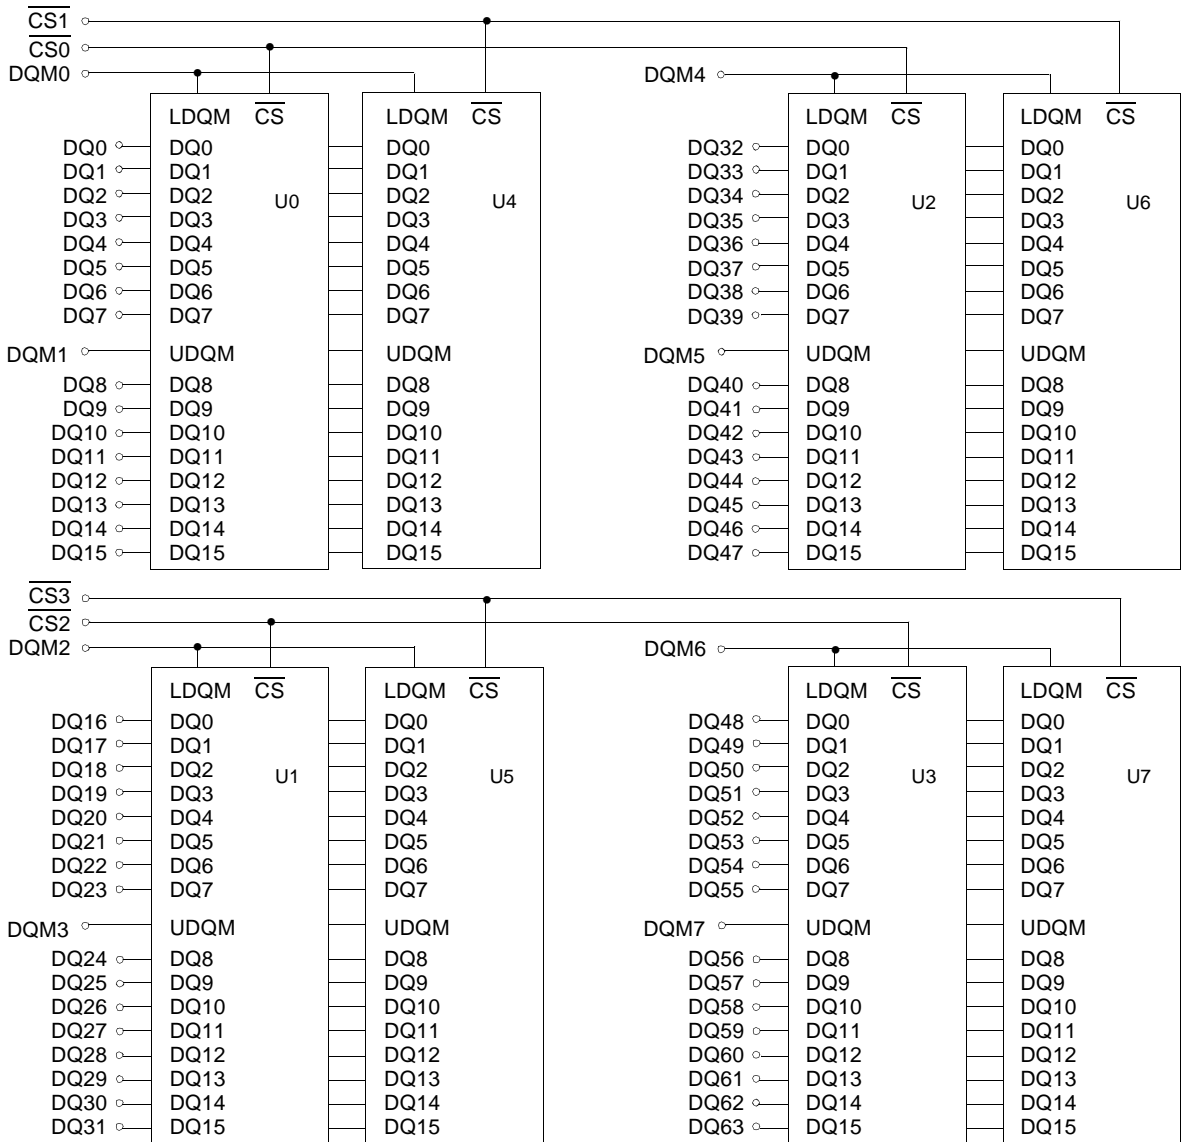 CS1
CS0
DQM0 DQM4
LDQM CS LDQM CS LDQM CS LDQM CS
DQ0 DQ0 DQ0 DQ32 DQ0 DQ0
DQ1 DQ1 DQ1 DQ33 DQ1 DQ1
DQ2 DQ2 U0 DQ2 U4 DQ34 DQ2 U2 DQ2 U6
DQ3 DQ3 DQ3 DQ35 DQ3 DQ3
DQ4 DQ4 DQ4 DQ36 DQ4 DQ4
DQ5 DQ5 DQ5 DQ37 DQ5 DQ5
DQ6 DQ6 DQ6 DQ38 DQ6 DQ6
DQ7 DQ7 DQ7 DQ39 DQ7 DQ7
DQM1 UDQM UDQM DQM5 UDQM UDQM
DQ8 DQ8 DQ8 DQ40 DQ8 DQ8
DQ9 DQ9 DQ9 DQ41 DQ9 DQ9
DQ10 DQ10 DQ10 DQ42 DQ10 DQ10
DQ11 DQ11 DQ11 DQ43 DQ11 DQ11
DQ12 DQ12 DQ12 DQ44 DQ12 DQ12
DQ13 DQ13 DQ13 DQ45 DQ13 DQ13
DQ14 DQ14 DQ14 DQ46 DQ14 DQ14
DQ15 DQ15 DQ15 DQ47 DQ15 DQ15
CS3
CS2
DQM2 DQM6
LDQM CS LDQM CS LDQM CS LDQM CS
DQ16 DQ0 DQ0 DQ48 DQ0 DQ0
DQ17 DQ1 DQ1 DQ49 DQ1 DQ1
DQ18 DQ2 U1 DQ2 U5 DQ50 DQ2 U3 DQ2 U7
DQ19 DQ3 DQ3 DQ51 DQ3 DQ3
DQ20 DQ4 DQ4 DQ52 DQ4 DQ4
DQ21 DQ5 DQ5 DQ53 DQ5 DQ5
DQ22 DQ6 DQ6 DQ54 DQ6 DQ6
DQ23 DQ7 DQ7 DQ55 DQ7 DQ7
DQM3 UDQM UDQM DQM7 UDQM UDQM
DQ24 DQ8 DQ8 DQ56 DQ8 DQ8
DQ25 DQ9 DQ9 DQ57 DQ9 DQ9
DQ26 DQ10 DQ10 DQ58 DQ10 DQ10
DQ27 DQ11 DQ11 DQ59 DQ11 DQ11
DQ28 DQ12 DQ12 DQ60 DQ12 DQ12
DQ29 DQ13 DQ13 DQ61 DQ13 DQ13
DQ30 DQ14 DQ14 DQ62 DQ14 DQ14
DQ31 DQ15 DQ15 DQ63 DQ15 DQ15